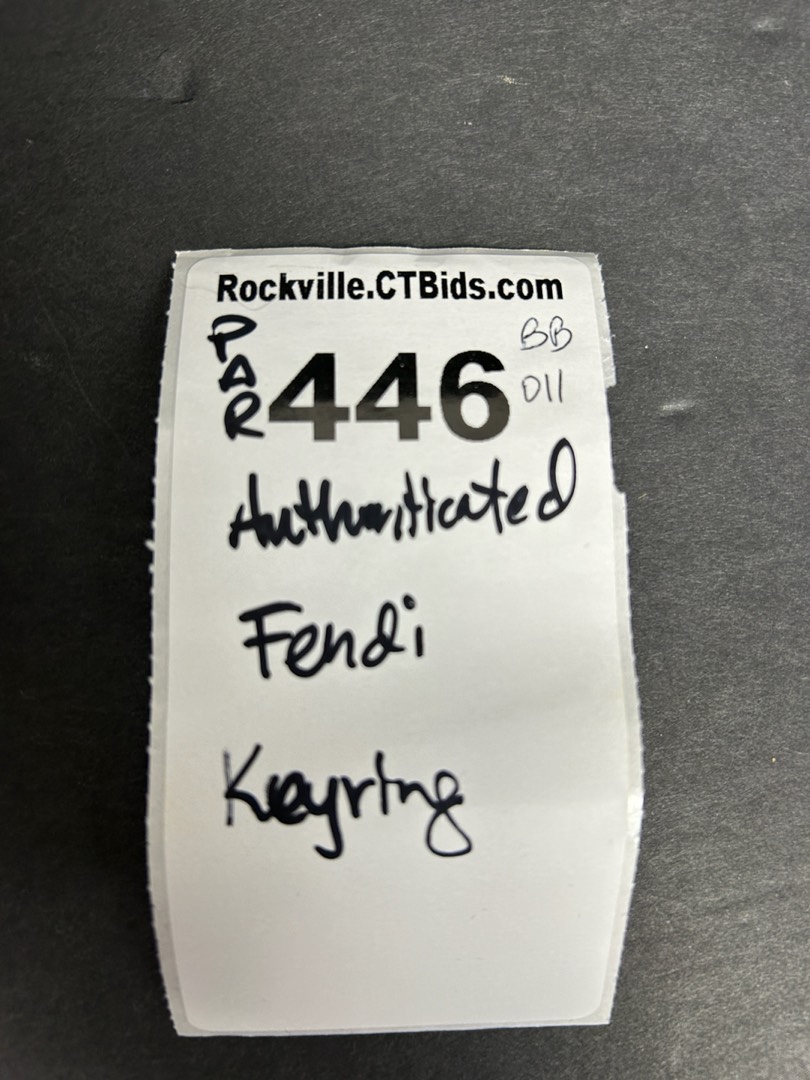 Rockville.CTBids.com
PAR
446
BB
011
Authenticated
Fendi
Keyring